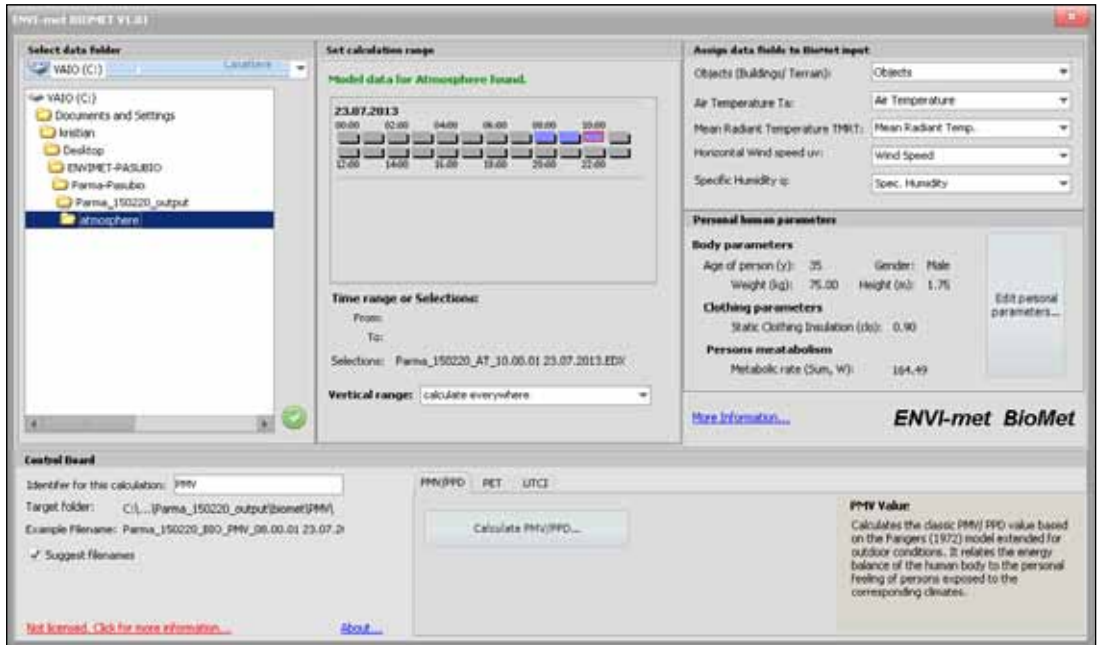 ENVI-met BIOMET V1.01
Select data folder
VAIO (C:)
VAIO (C:)
Documents and Settings
kristian
Desktop
ENVIMET-PASUBIO
Parma-Pasubio
Parma_150220_output
atmosphere
Set calculation range
Model data for Atmosphere found.
23.07.2013
00:00 02:00 04:00 06:00 08:00 10:00
12:00 14:00 16:00 18:00 20:00 22:00
Time range or Selections:
From:
To:
Selections: Parma_150220_AT_10.00.01 23.07.2013.EDX
Vertical range: calculate everywhere
Assign data fields to BioMet input
Objects (Buildings/ Terrain): Objects
Air Temperature Ta: Air Temperature
Mean Radiant Temperature TMRT: Mean Radiant Temp.
Horizontal Wind speed uv: Wind Speed
Specific Humidity q: Spec. Humidity
Personal human parameters
Body parameters
Age of person (y): 35 Gender: Male
Weight (kg): 75.00 Height (m): 1.75
Clothing parameters
Static Clothing Insulation (clo): 0.90
Persons meatabolism
Metabolic rate (Sum, W): 164.49
Edit personal
parameters...
More Information...
ENVI-met BioMet
Control Board
Identifer for this calculation: PMV
Target folder: C:\...\Parma_150220_output\biomet\PMV\
Example Filename: Parma_150220_BIO_PMV_08.00.01 23.07.2
✓ Suggest filenames
Not licensed. Click for more information...
About...
PMV/PPD PET UTCI
Calculate PMV/PPD...
PMV Value
Calculates the classic PMV/ PPD value based
on the Fangers (1972) model extended for
outdoor conditions. It relates the energy
balance of the human body to the personal
feeling of persons exposed to the
corresponding climates.